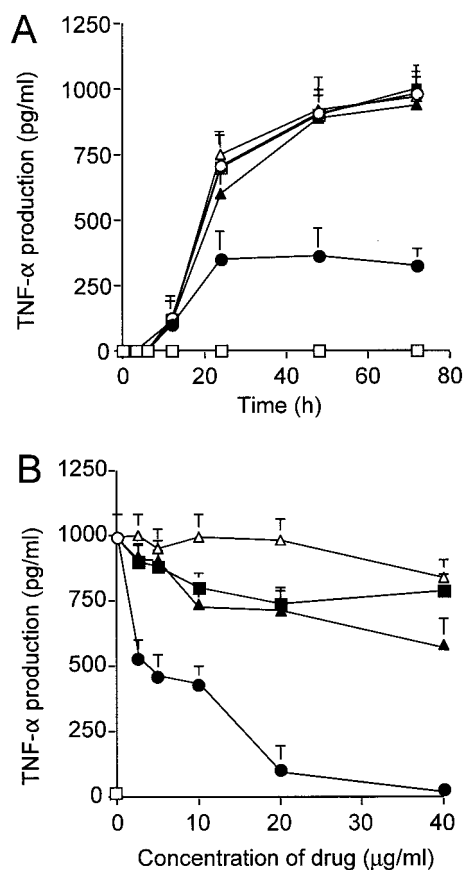 A
TNF-α production (pg/ml)
1250
1000
750
500
250
0
0 20 40 60 80
Time (h)
B
TNF-α production (pg/ml)
1250
1000
750
500
250
0
0 10 20 30 40
Concentration of drug (μg/ml)